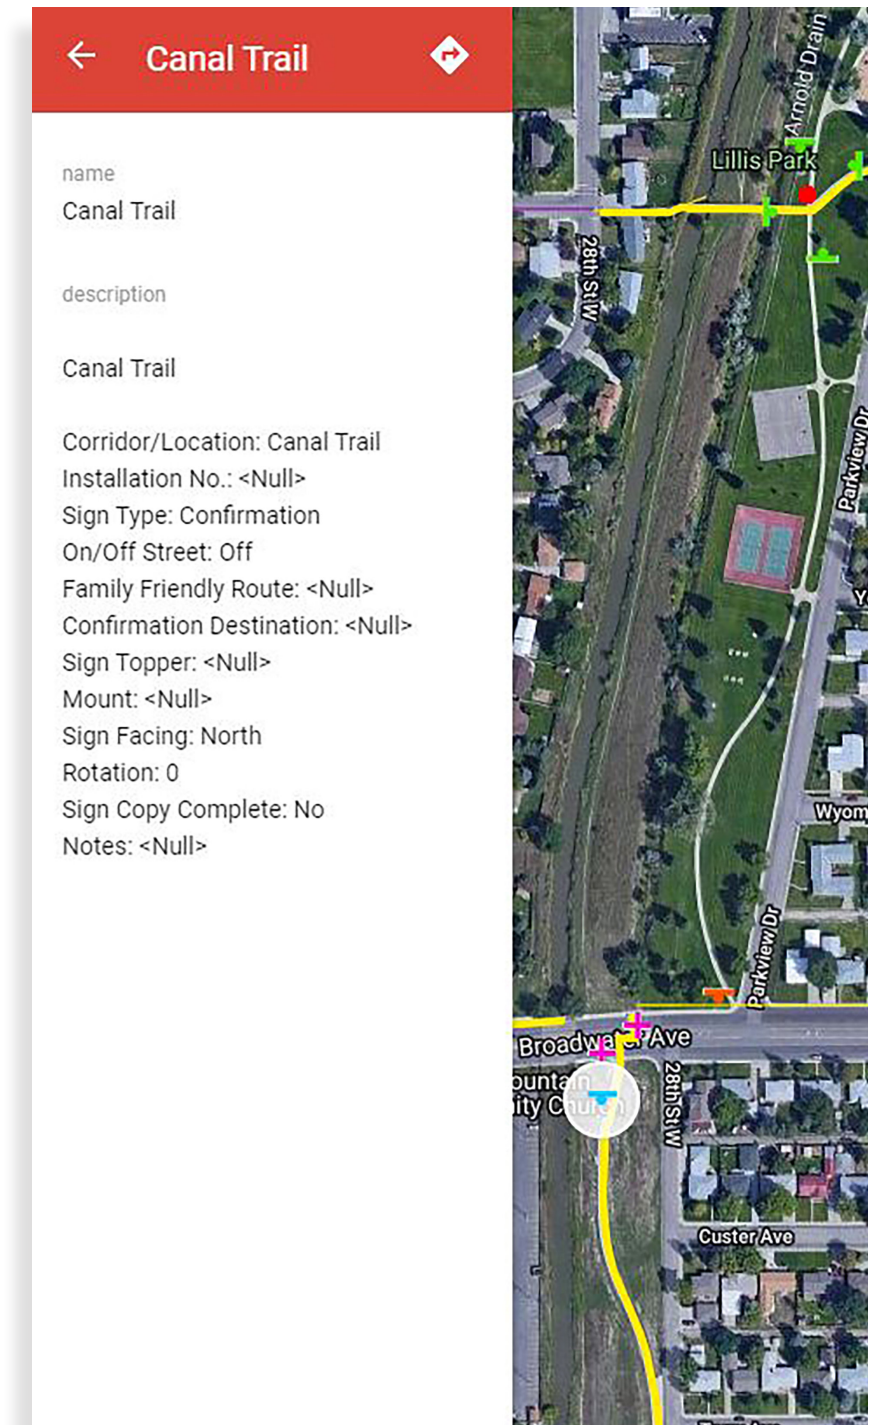 Canal Trail
name
Canal Trail
description
Canal Trail
Corridor/Location: Canal Trail
Installation No.: <Null>
Sign Type: Confirmation
On/Off Street: Off
Family Friendly Route: <Null>
Confirmation Destination: <Null>
Sign Topper: <Null>
Mount: <Null>
Sign Facing: North
Rotation: 0
Sign Copy Complete: No
Notes: <Null>
Arnold Drain
Lillis Park
28th St W
Parkview Dr
Y
Wyom
Parkview Dr
Broadwater Ave
ountain
ity Church
28th St W
Custer Ave